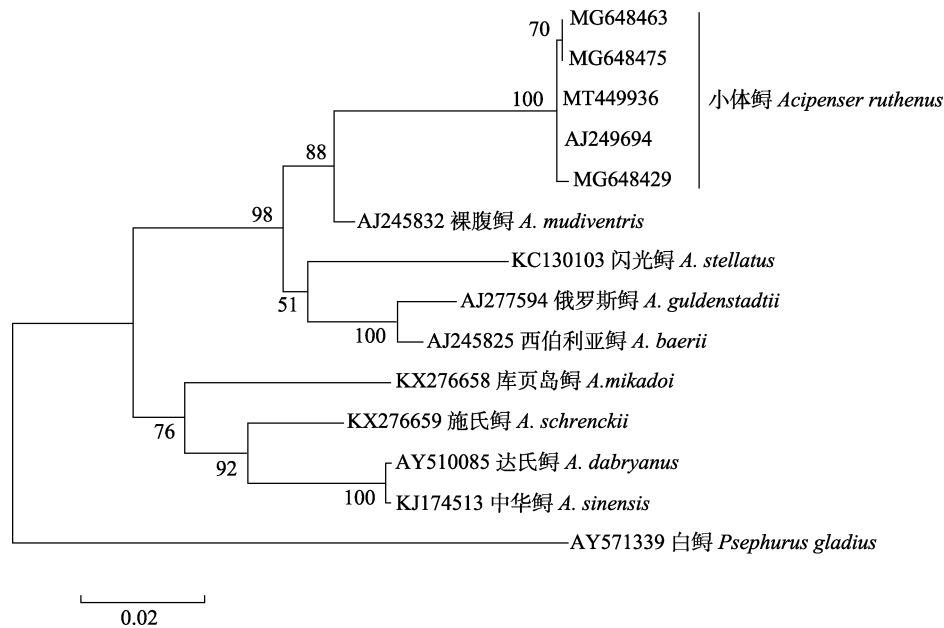 MG648463
70
MG648475
100
MT449936
小体鲟 Acipenser ruthenus
AJ249694
88
MG648429
98
AJ245832 裸腹鲟 A. mudiventris
KC130103 闪光鲟 A. stellatus
51
AJ277594 俄罗斯鲟 A. guldenstadtii
100
AJ245825 西伯利亚鲟 A. baerii
KX276658 库页岛鲟 A.mikadoi
76
KX276659 施氏鲟 A. schrenckii
92
AY510085 达氏鲟 A. dabryanus
100
KJ174513 中华鲟 A. sinensis
AY571339 白鲟 Psephurus gladius
0.02